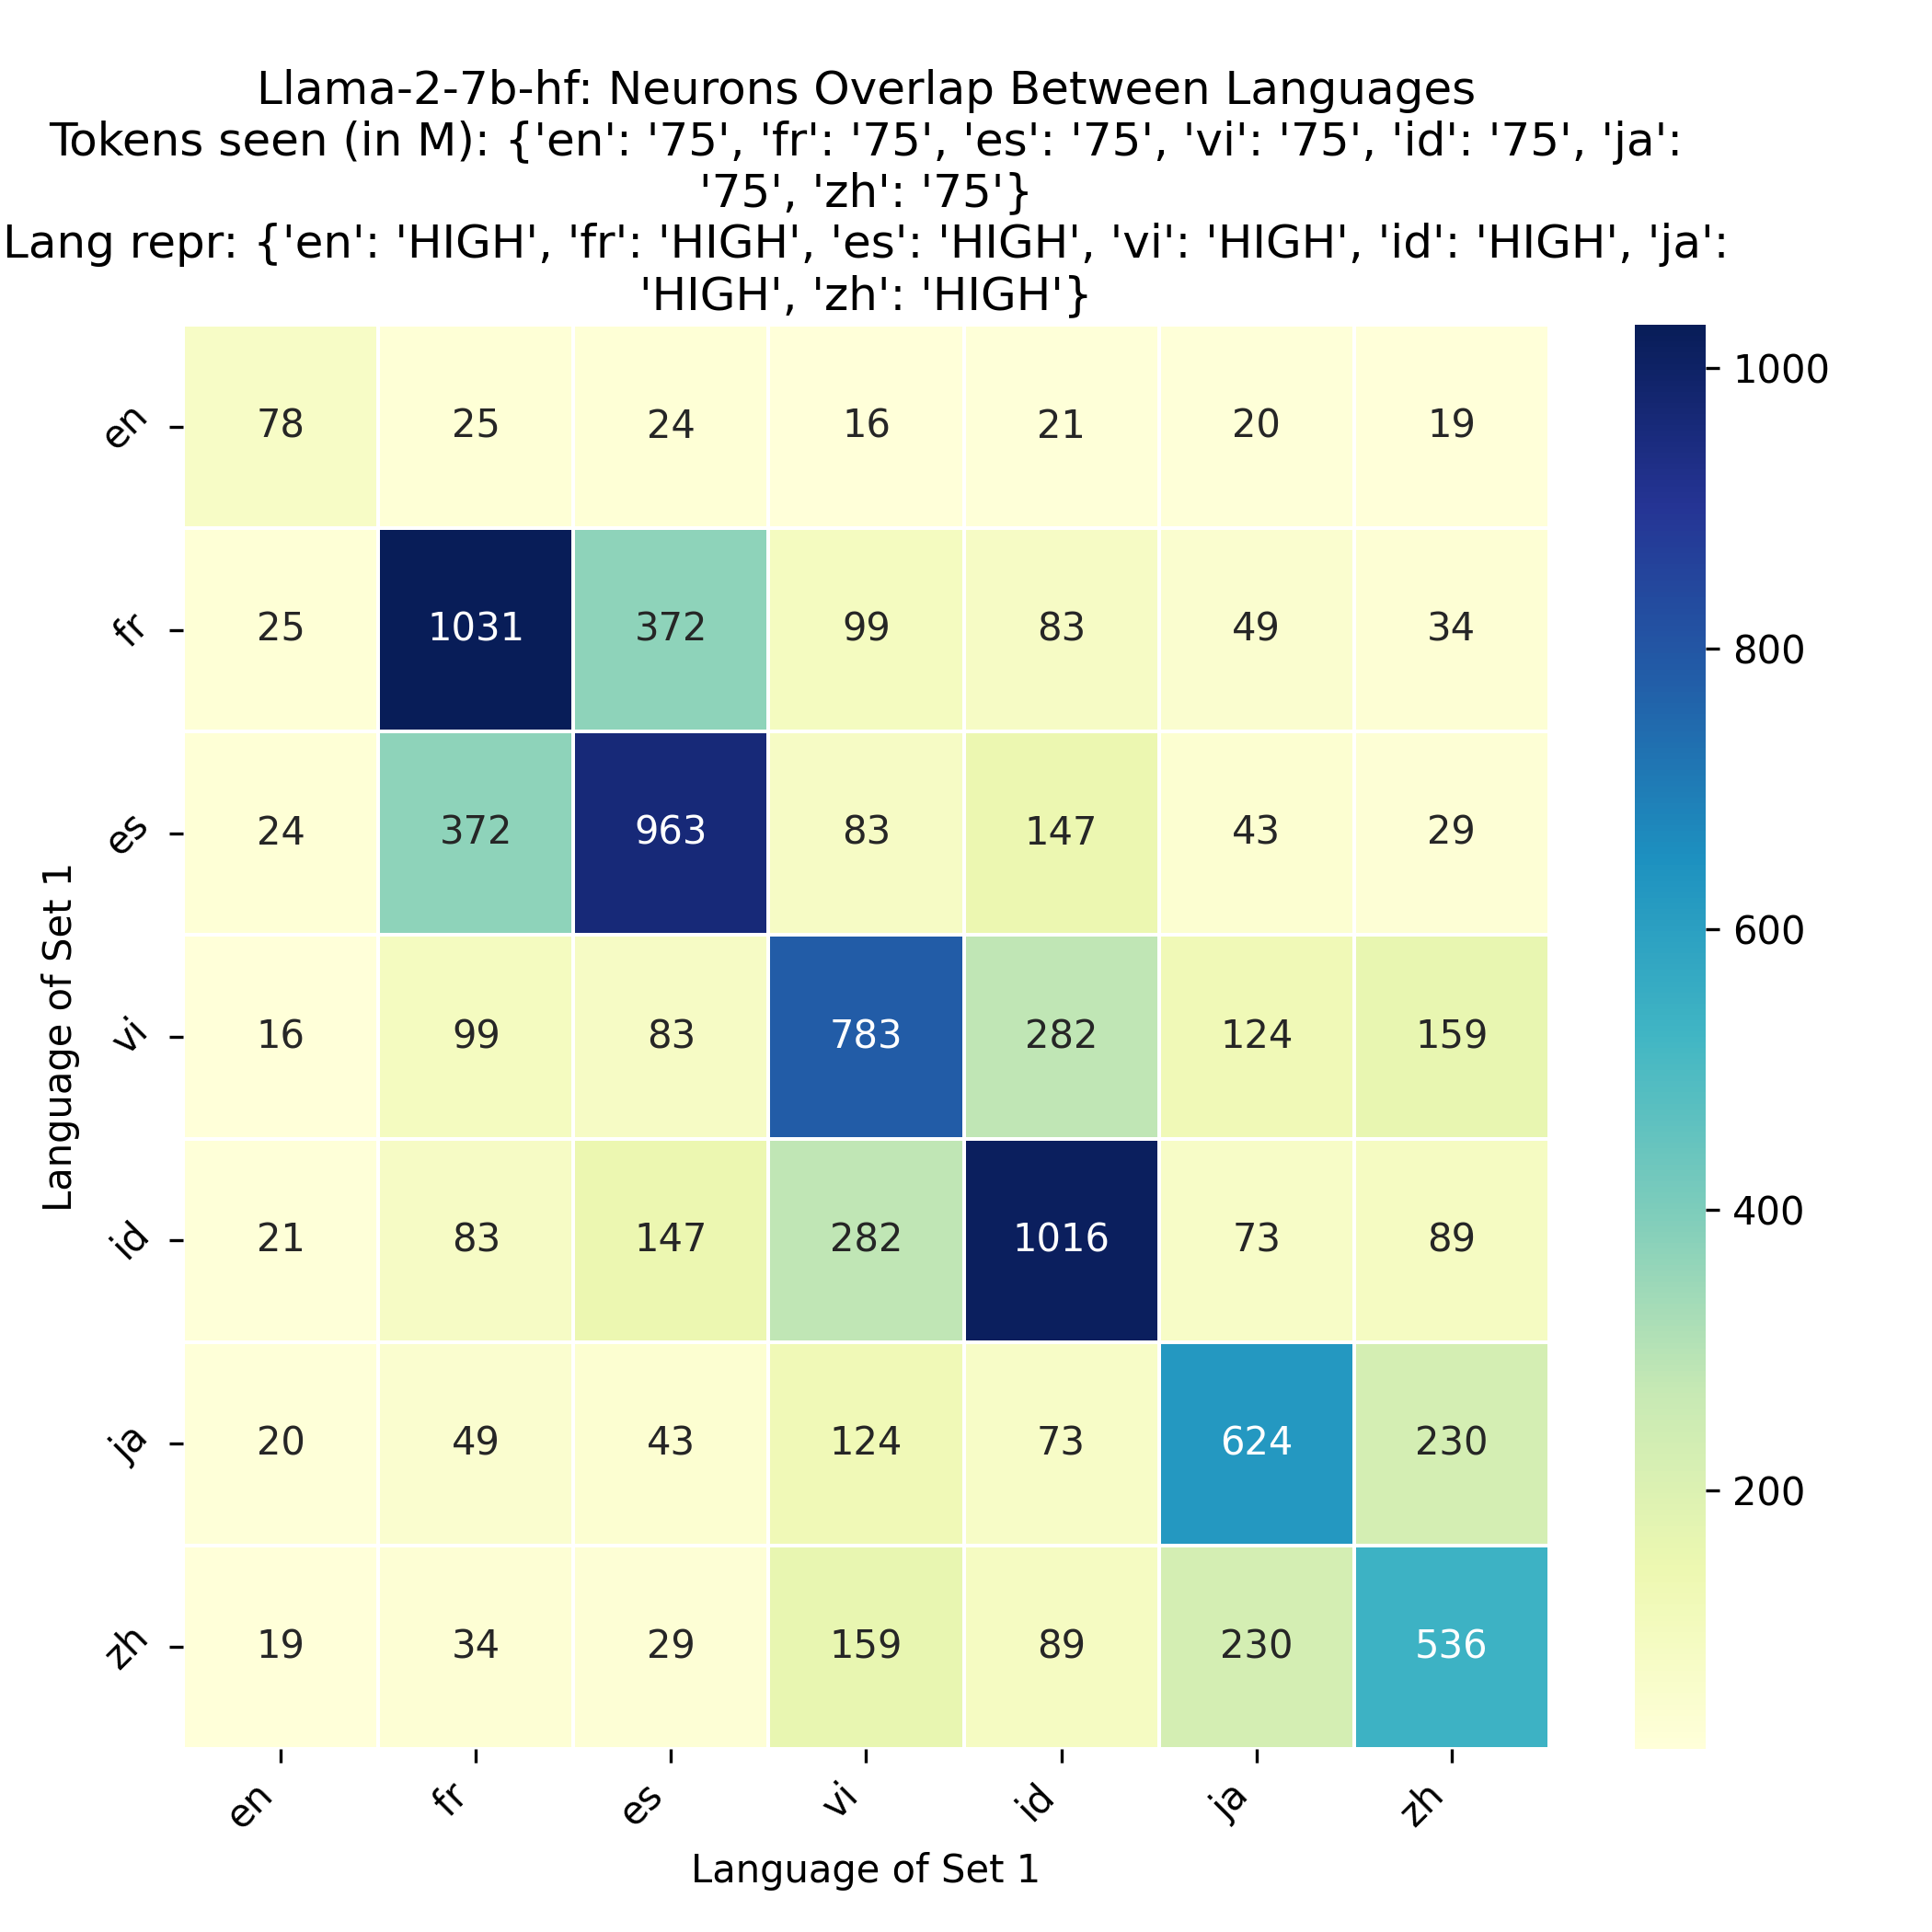 Llama-2-7b-hf: Neurons Overlap Between Languages
Tokens seen (in M): {'en': '75', 'fr': '75', 'es': '75', 'vi': '75', 'id': '75', 'ja':
'75', 'zh': '75'}
Lang repr: {'en': 'HIGH', 'fr': 'HIGH', 'es': 'HIGH', 'vi': 'HIGH', 'id': 'HIGH', 'ja':
'HIGH', 'zh': 'HIGH'}
Language of Set 1
en 78 25 24 16 21 20 19
fr 25 1031 372 99 83 49 34
es 24 372 963 83 147 43 29
vi 16 99 83 783 282 124 159
id 21 83 147 282 1016 73 89
ja 20 49 43 124 73 624 230
zh 19 34 29 159 89 230 536
en fr es vi id ja zh
Language of Set 1
1000
800
600
400
200